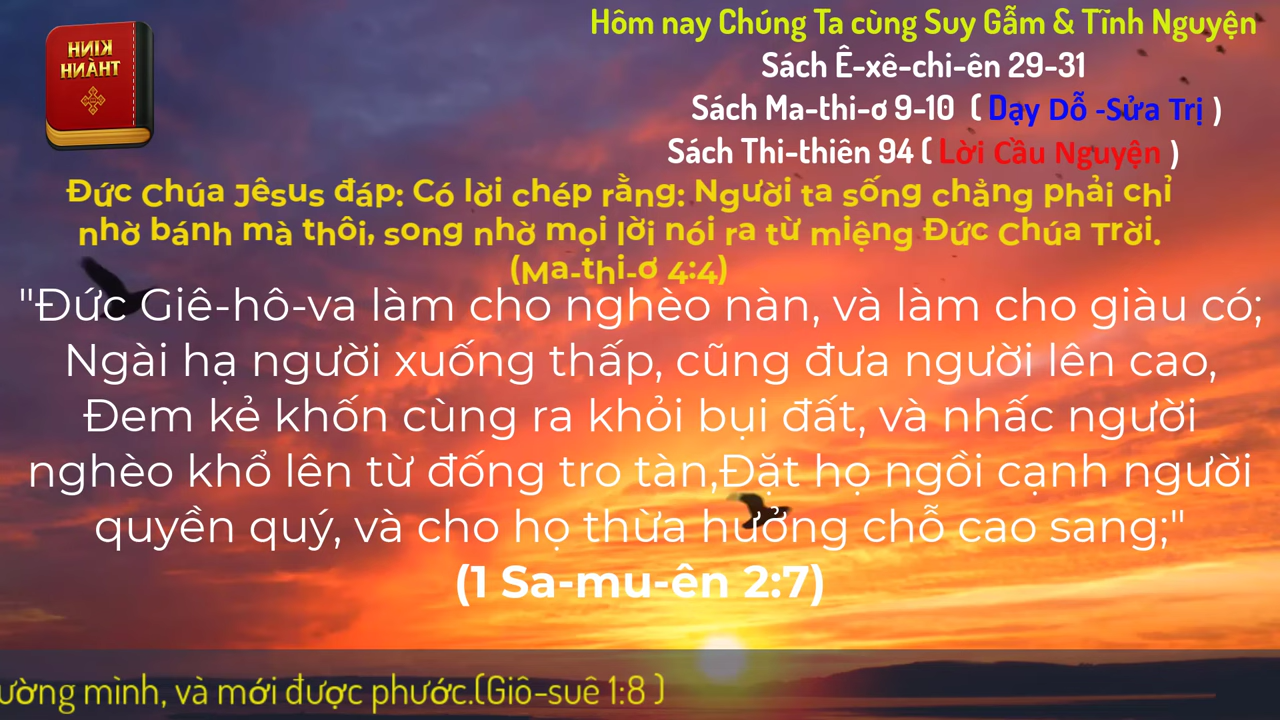 KINH
THÁNH
Hôm nay Chúng Ta cùng Suy Gẫm & Tĩnh Nguyện
Sách Ê-xê-chi-ên 29-31
Sách Ma-thi-ơ 9-10 ( Dạy Dỗ -Sửa Trị )
Sách Thi-thiên 94 ( Lời Cầu Nguyện )
Đức Chúa Jêsus đáp: Có lời chép rằng: Người ta sống chẳng phải chỉ
nhờ bánh mà thôi, song nhờ mọi lời nói ra từ miệng Đức Chúa Trời.
(Ma-thi-ơ 4:4)
"Đức Giê-hô-va làm cho nghèo nàn, và làm cho giàu có;
Ngài hạ người xuống thấp, cũng đưa người lên cao,
Đem kẻ khốn cùng ra khỏi bụi đất, và nhấc người
nghèo khổ lên từ đống tro tàn,Đặt họ ngồi cạnh người
quyền quý, và cho họ thừa hưởng chỗ cao sang;"
(1 Sa-mu-ên 2:7)
mình, và mới được phước.(Giô-suê 1:8 )